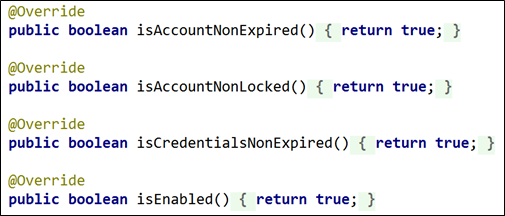 @Override
public boolean isAccountNonExpired() { return true; }
@Override
public boolean isAccountNonLocked() { return true; }
@Override
public boolean isCredentialsNonExpired() { return true; }
@Override
public boolean isEnabled() { return true; }